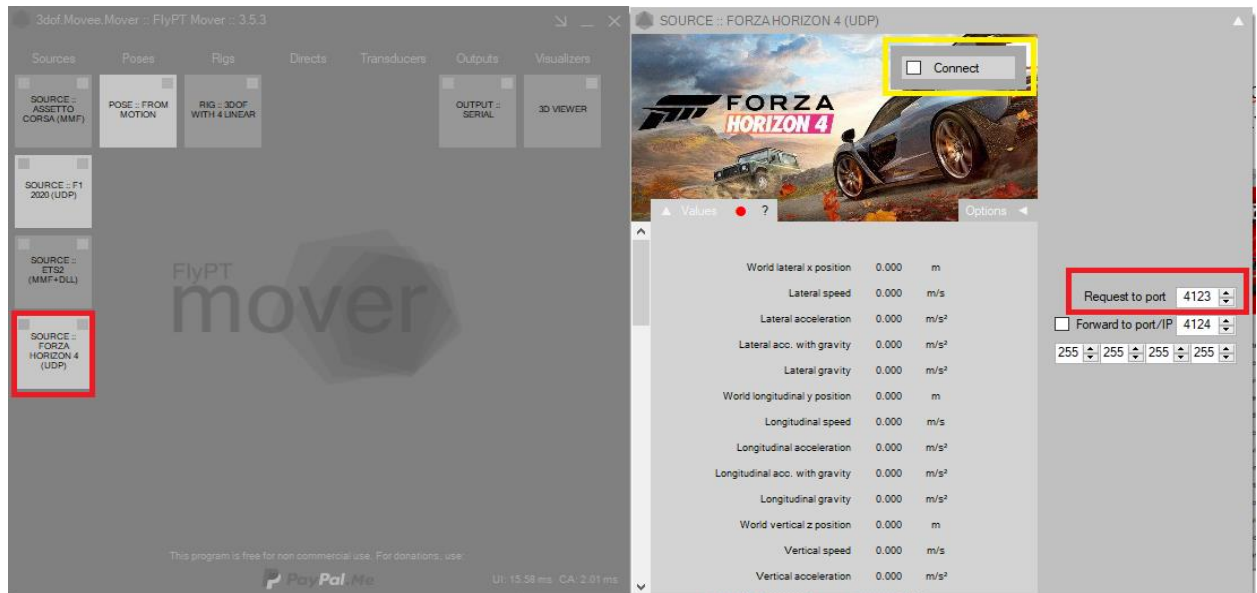 3dof.Movee.Mover :: FlyPT Mover :: 3.5.3
Sources Poses Rigs Directs Transducers Outputs Visualizers
SOURCE ::
ASSETTO
CORSA (MMF)
POSE :: FROM
MOTION
RIG :: 3DOF
WITH 4 LINEAR
OUTPUT ::
SERIAL
3D VIEWER
SOURCE :: F1
2020 (UDP)
SOURCE ::
ETS2
(MMF+DLL)
SOURCE ::
FORZA
HORIZON 4
(UDP)
FlyPT
mover
This program is free for non commercial use. For donations, use:
PayPal.Me
UI: 15.58 ms CA: 2.01 ms
SOURCE :: FORZA HORIZON 4 (UDP)
Connect
FORZA
HORIZON 4
Values ? Options
World lateral x position 0.000 m
Lateral speed 0.000 m/s
Lateral acceleration 0.000 m/s²
Lateral acc. with gravity 0.000 m/s²
Lateral gravity 0.000 m/s²
World longitudinal y position 0.000 m
Longitudinal speed 0.000 m/s
Longitudinal acceleration 0.000 m/s²
Longitudinal acc. with gravity 0.000 m/s²
Longitudinal gravity 0.000 m/s²
World vertical z position 0.000 m
Vertical speed 0.000 m/s
Vertical acceleration 0.000 m/s²
Request to port 4123
Forward to port/IP 4124
255 255 255 255